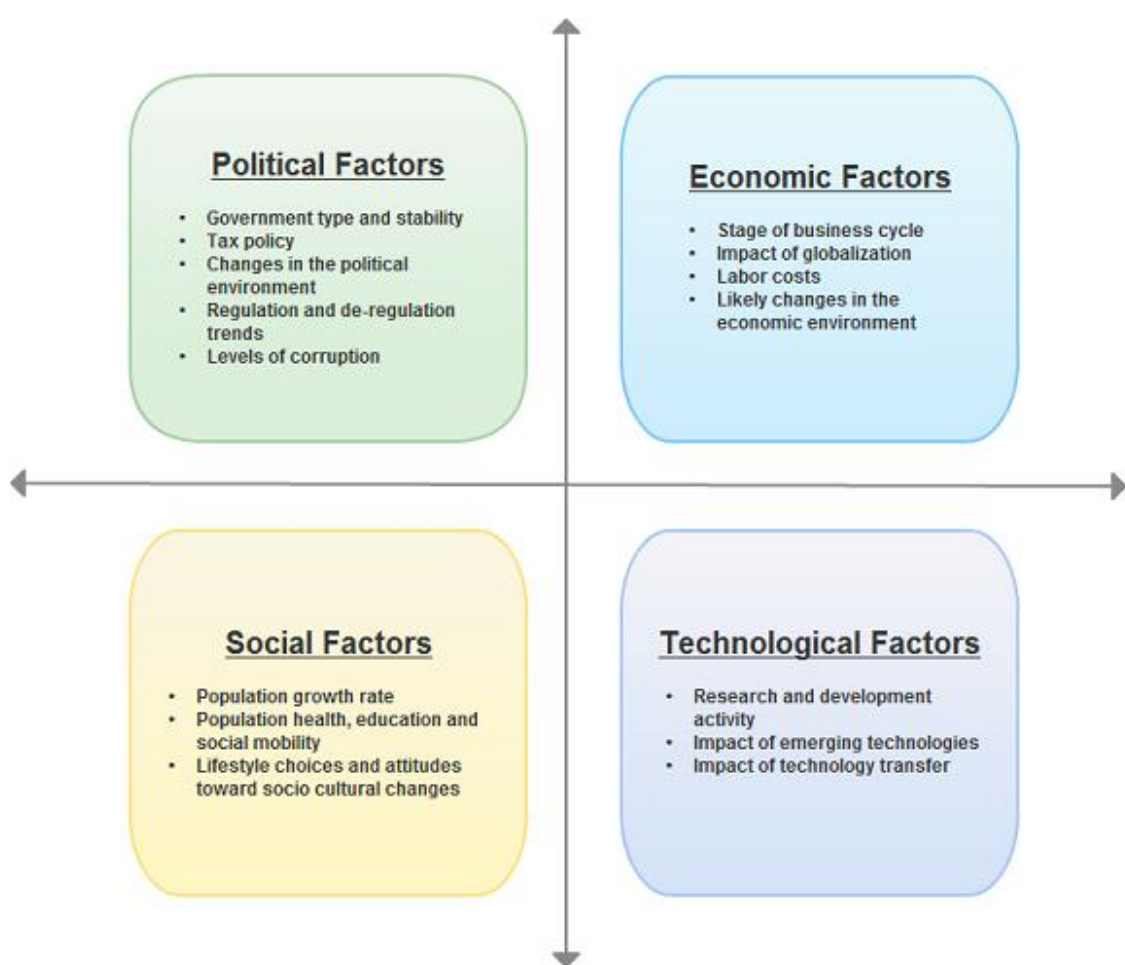 Political Factors
• Government type and stability
• Tax policy
• Changes in the political
environment
• Regulation and de-regulation
trends
• Levels of corruption
Economic Factors
• Stage of business cycle
• Impact of globalization
• Labor costs
• Likely changes in the
economic environment
Social Factors
• Population growth rate
• Population health, education and
social mobility
• Lifestyle choices and attitudes
toward socio cultural changes
Technological Factors
• Research and development
activity
• Impact of emerging technologies
• Impact of technology transfer